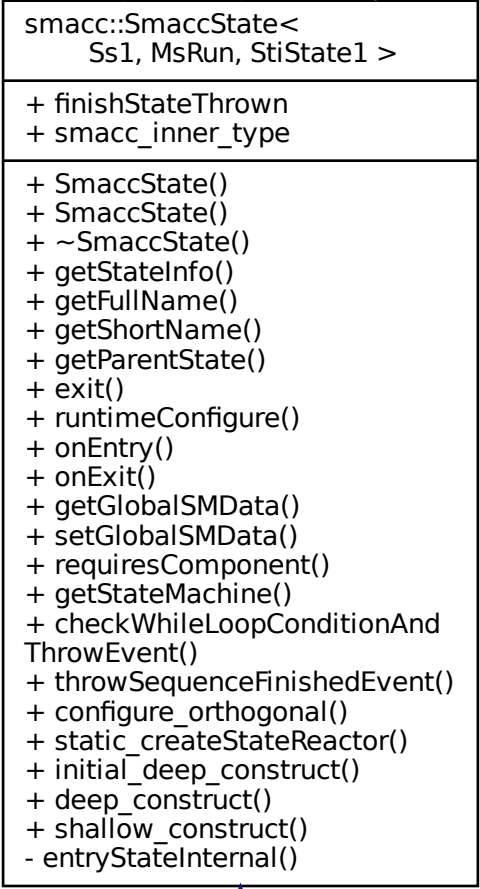 smacc::SmaccState<
Ss1, MsRun, StiState1 >
+ finishStateThrown
+ smacc_inner_type
+ SmaccState()
+ SmaccState()
+ ~SmaccState()
+ getStateInfo()
+ getFullName()
+ getShortName()
+ getParentState()
+ exit()
+ runtimeConfigure()
+ onEntry()
+ onExit()
+ getGlobalSMData()
+ setGlobalSMData()
+ requiresComponent()
+ getStateMachine()
+ checkWhileLoopConditionAnd
ThrowEvent()
+ throwSequenceFinishedEvent()
+ configure_orthogonal()
+ static_createStateReactor()
+ initial_deep_construct()
+ deep_construct()
+ shallow_construct()
- entryStateInternal()